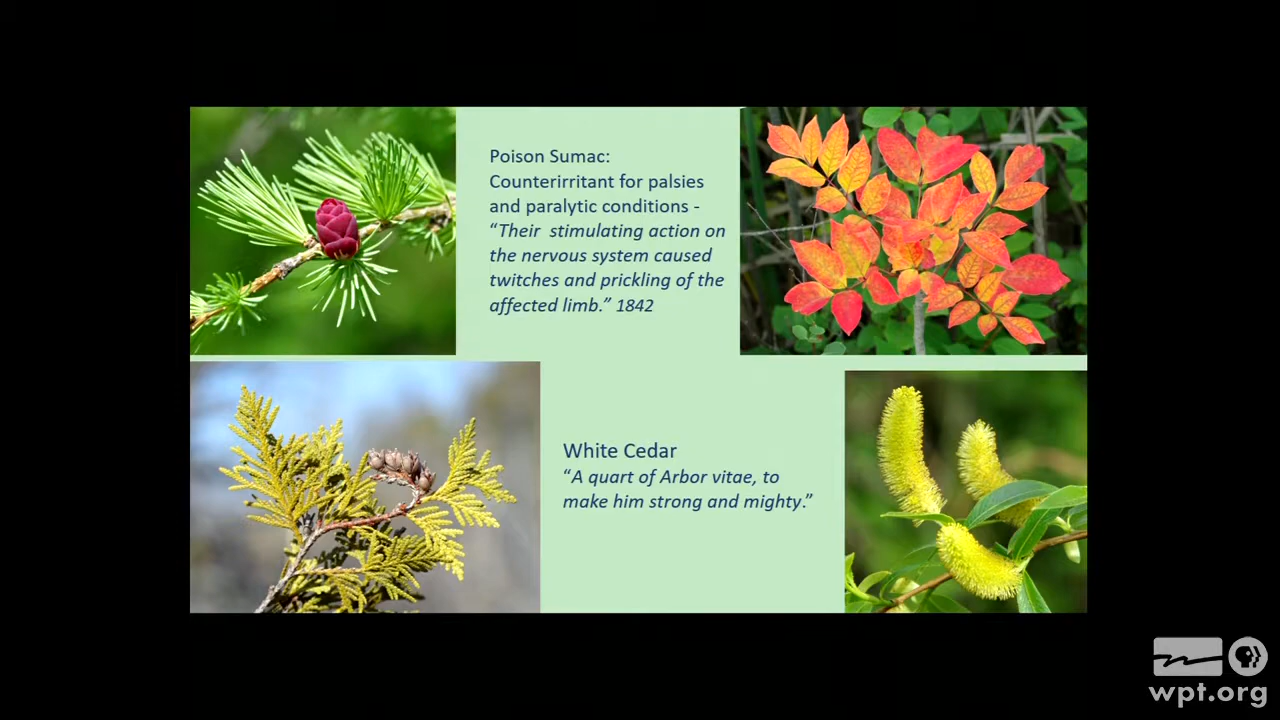 Poison Sumac:
Counterirritant for palsies
and paralytic conditions -
“Their stimulating action on
the nervous system caused
twitches and prickling of the
affected limb.” 1842
White Cedar
“A quart of Arbor vitae, to
make him strong and mighty.”
wpt.org